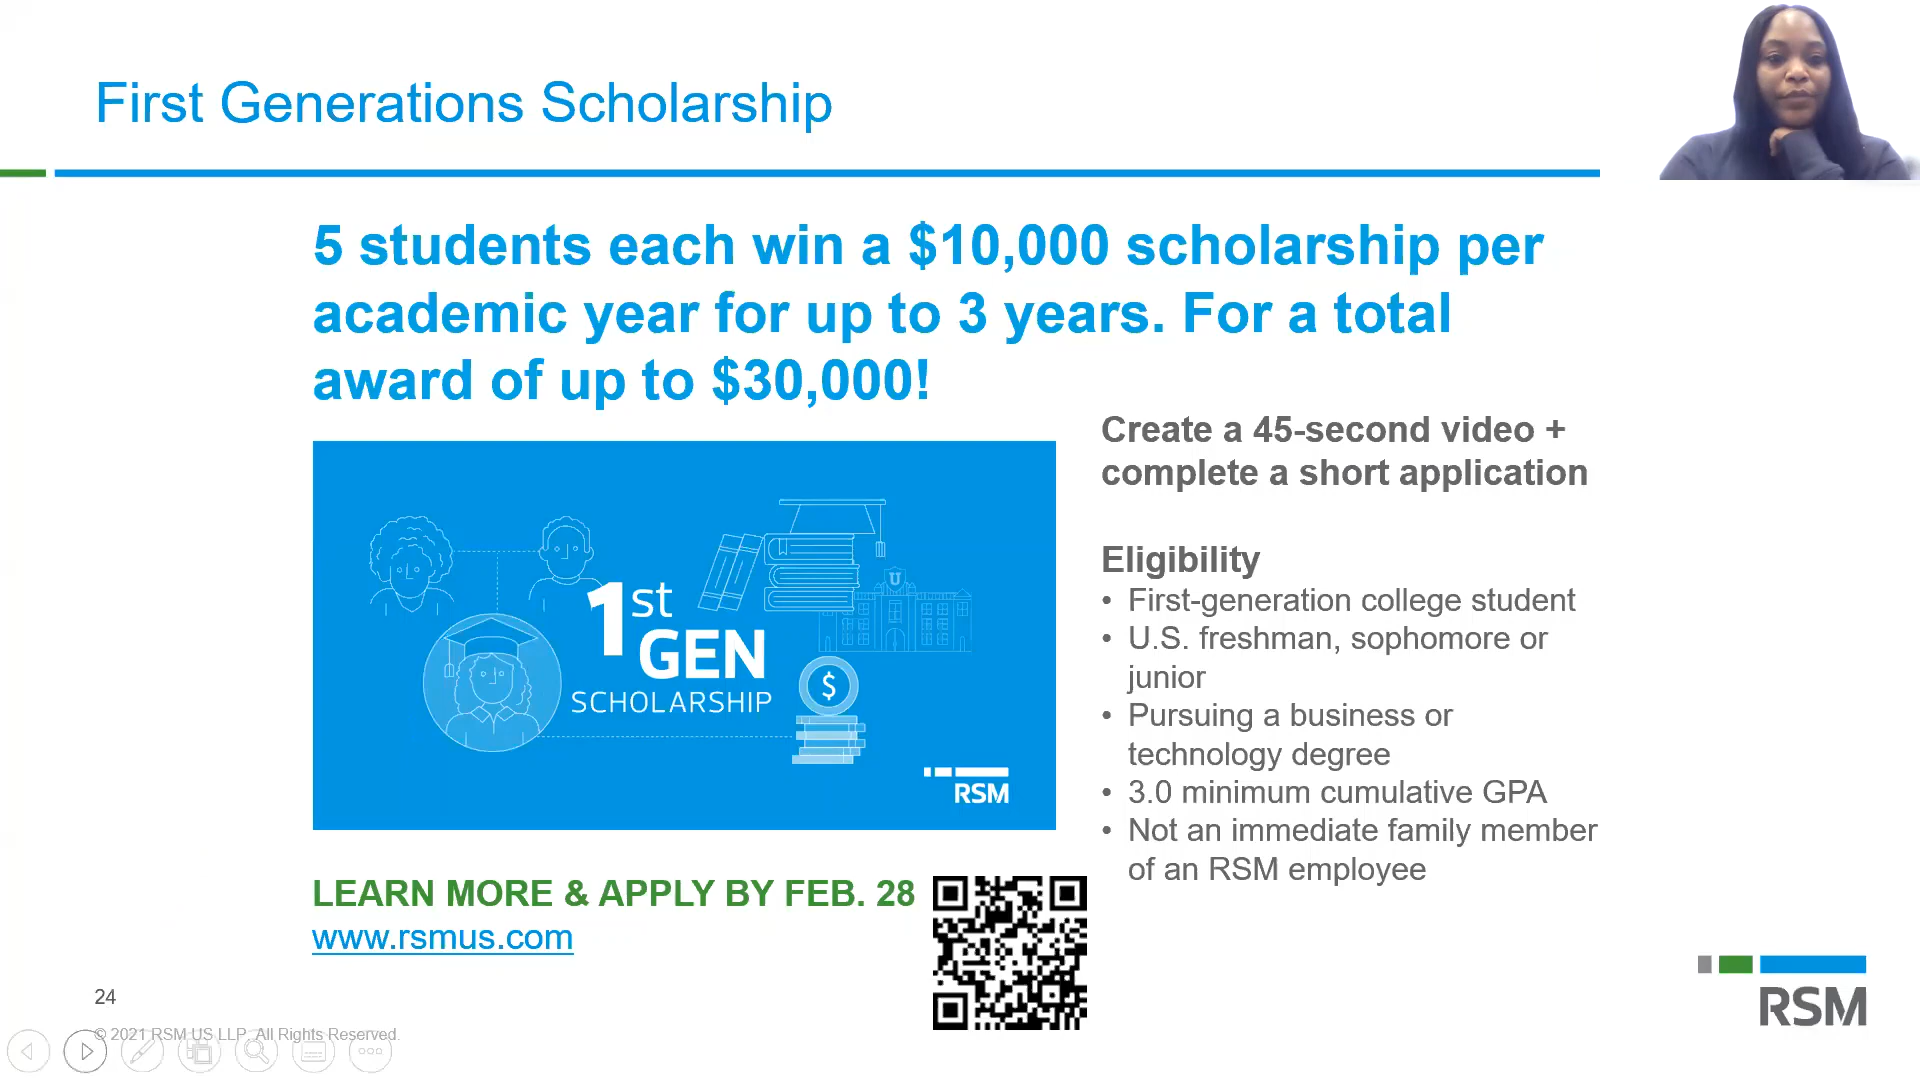 First Generations Scholarship
5 students each win a $10,000 scholarship per
academic year for up to 3 years. For a total
award of up to $30,000!
Create a 45-second video +
complete a short application
Eligibility
• First-generation college student
• U.S. freshman, sophomore or
junior
• Pursuing a business or
technology degree
• 3.0 minimum cumulative GPA
• Not an immediate family member
of an RSM employee
U
1st
GEN
SCHOLARSHIP
$
RSM
LEARN MORE & APPLY BY FEB. 28
www.rsmus.com
24
© 2021 RSM US LLP. All Rights Reserved.
RSM